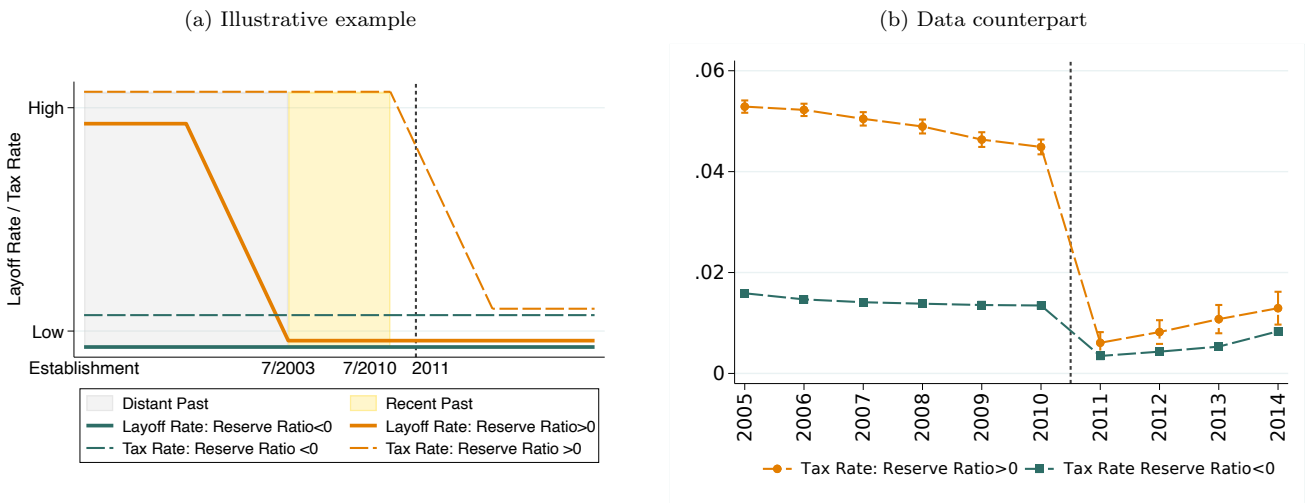 (a) Illustrative example
Layoff Rate / Tax Rate
High
Low
Establishment
7/2003
7/2010
2011
Distant Past
Recent Past
Layoff Rate: Reserve Ratio<0
Layoff Rate: Reserve Ratio>0
Tax Rate: Reserve Ratio <0
Tax Rate: Reserve Ratio >0
(b) Data counterpart
.06
.04
.02
0
2005
2006
2007
2008
2009
2010
2011
2012
2013
2014
Tax Rate: Reserve Ratio>0
Tax Rate Reserve Ratio<0